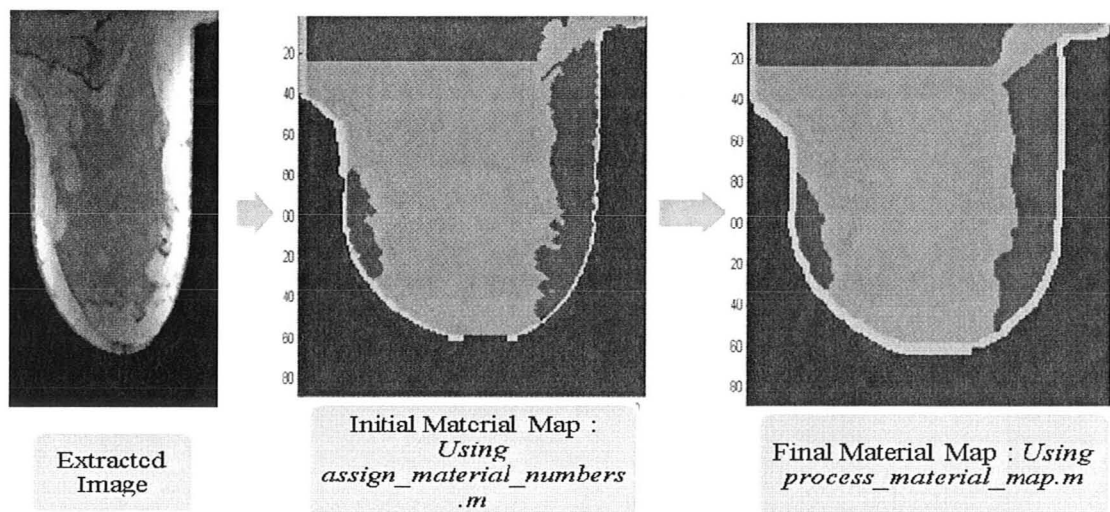 20
40
60
80
00
20
40
60
80
20
40
60
80
00
20
40
60
80
Extracted
Image
Initial Material Map :
Using
assign_material_numbers
.m
Final Material Map : Using
process_material_map.m